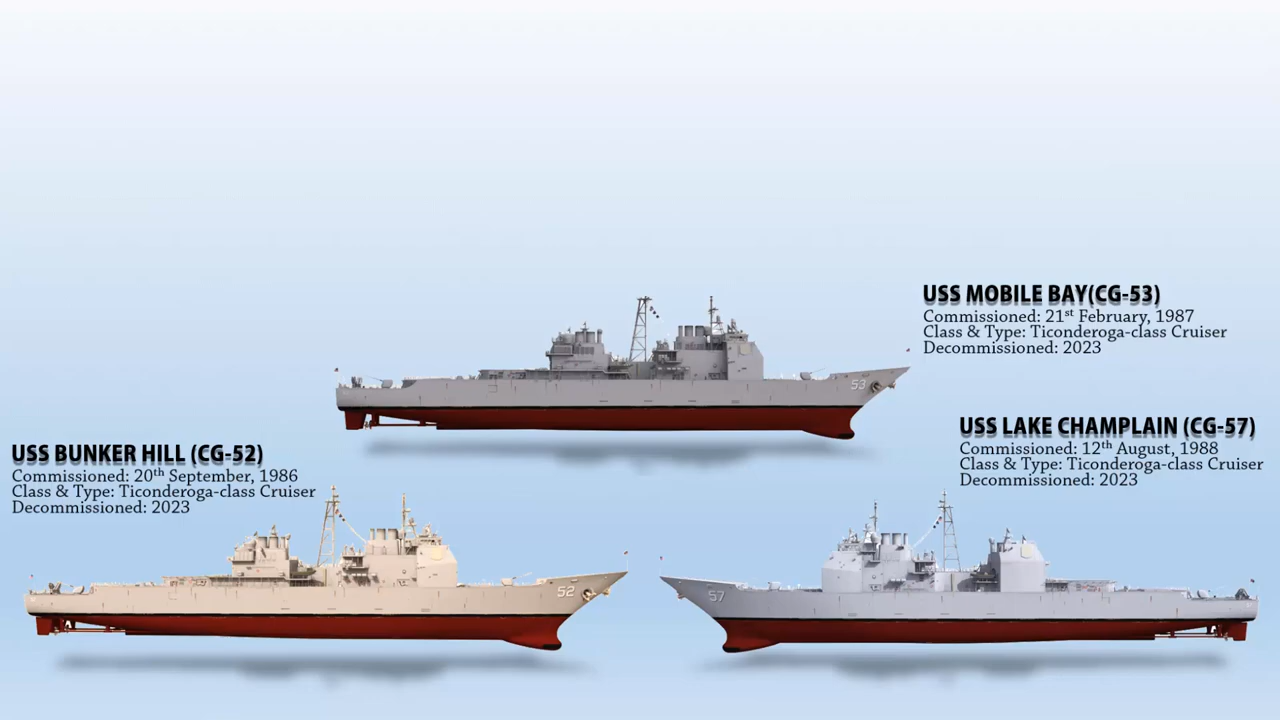 USS MOBILE BAY(CG-53)
Commissioned: 21st February, 1987
Class & Type: Ticonderoga-class Cruiser
Decommissioned: 2023
53
USS LAKE CHAMPLAIN (CG-57)
Commissioned: 12th August, 1988
Class & Type: Ticonderoga-class Cruiser
Decommissioned: 2023
USS BUNKER HILL (CG-52)
Commissioned: 20th September, 1986
Class & Type: Ticonderoga-class Cruiser
Decommissioned: 2023
52
57